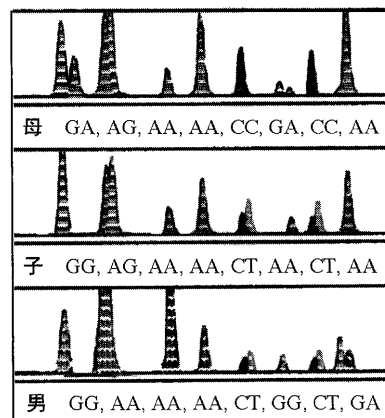 母 GA, AG, AA, AA, CC, GA, CC, AA
子 GG, AG, AA, AA, CT, AA, CT, AA
男 GG, AA, AA, AA, CT, GG, CT, GA